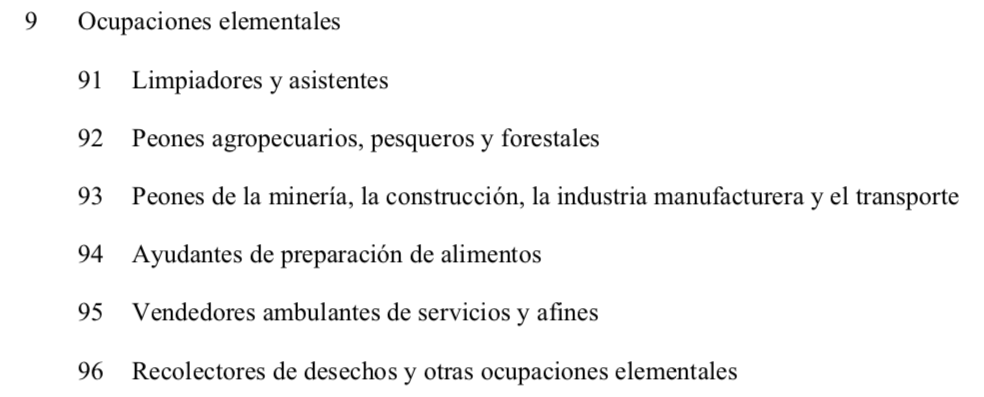 9 Ocupaciones elementales
91 Limpiadores y asistentes
92 Peones agropecuarios, pesqueros y forestales
93 Peones de la minería, la construcción, la industria manufacturera y el transporte
94 Ayudantes de preparación de alimentos
95 Vendedores ambulantes de servicios y afines
96 Recolectores de desechos y otras ocupaciones elementales